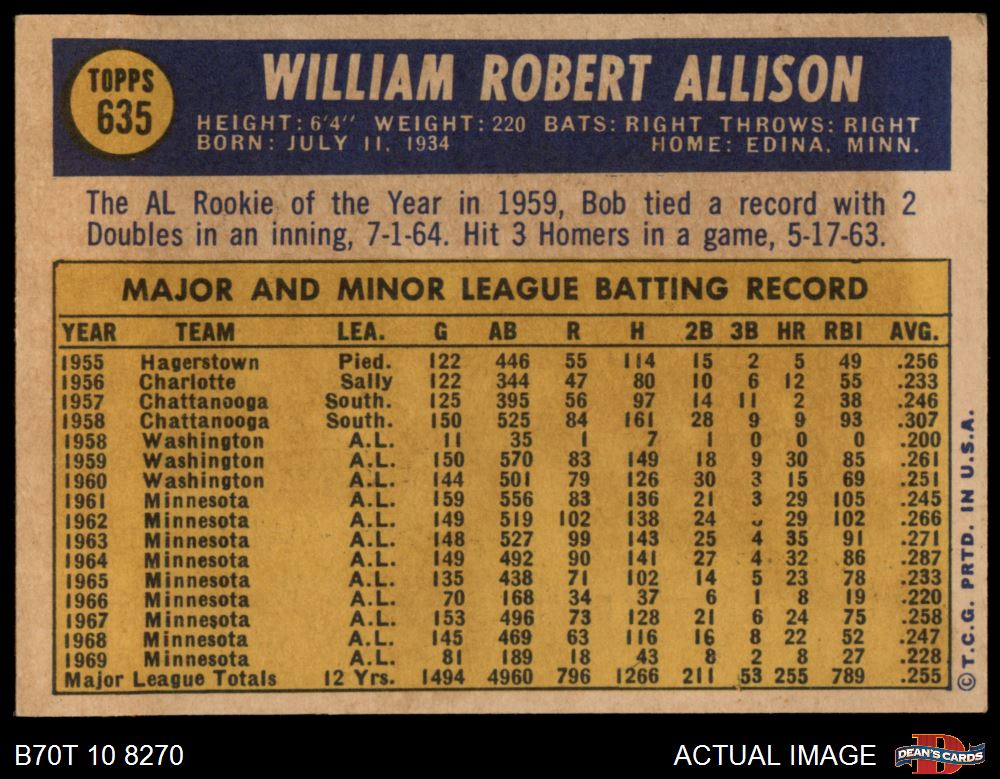 TOPPS
635
WILLIAM ROBERT ALLISON
HEIGHT: 6'4" WEIGHT: 220 BATS: RIGHT THROWS: RIGHT
BORN: JULY 11, 1934 HOME: EDINA, MINN.
The AL Rookie of the Year in 1959, Bob tied a record with 2
Doubles in an inning, 7-1-64. Hit 3 Homers in a game, 5-17-63.
MAJOR AND MINOR LEAGUE BATTING RECORD
YEAR TEAM LEA. G AB R H 2B 3B HR RBI AVG.
1955 Hagerstown Pied. 122 446 55 114 15 2 5 49 .256
1956 Charlotte Sally 122 344 47 80 10 6 12 55 .233
1957 Chattanooga South. 125 395 56 97 14 11 2 38 .246
1958 Chattanooga South. 150 525 84 161 28 9 9 93 .307
1958 Washington A.L. 11 35 1 7 1 0 0 0 .200
1959 Washington A.L. 150 570 83 149 18 9 30 85 .261
1960 Washington A.L. 144 501 79 126 30 3 15 69 .251
1961 Minnesota A.L. 159 556 83 136 21 3 29 105 .245
1962 Minnesota A.L. 149 519 102 138 24 29 102 .266
1963 Minnesota A.L. 148 527 99 143 25 4 35 91 .271
1964 Minnesota A.L. 149 492 90 141 27 4 32 86 .287
1965 Minnesota A.L. 135 438 71 102 14 5 23 78 .233
1966 Minnesota A.L. 70 168 34 37 6 1 8 19 .220
1967 Minnesota A.L. 153 496 73 128 21 6 24 75 .258
1968 Minnesota A.L. 145 469 63 116 16 8 22 52 .247
1969 Minnesota A.L. 81 189 18 43 8 2 8 27 .228
Major League Totals 12 Yrs. 1494 4960 796 1266 211 53 255 789 .255
© T.C.G. PRTD. IN U.S.A.
B70T 10 8270
ACTUAL IMAGE
DEAN'S CARDS